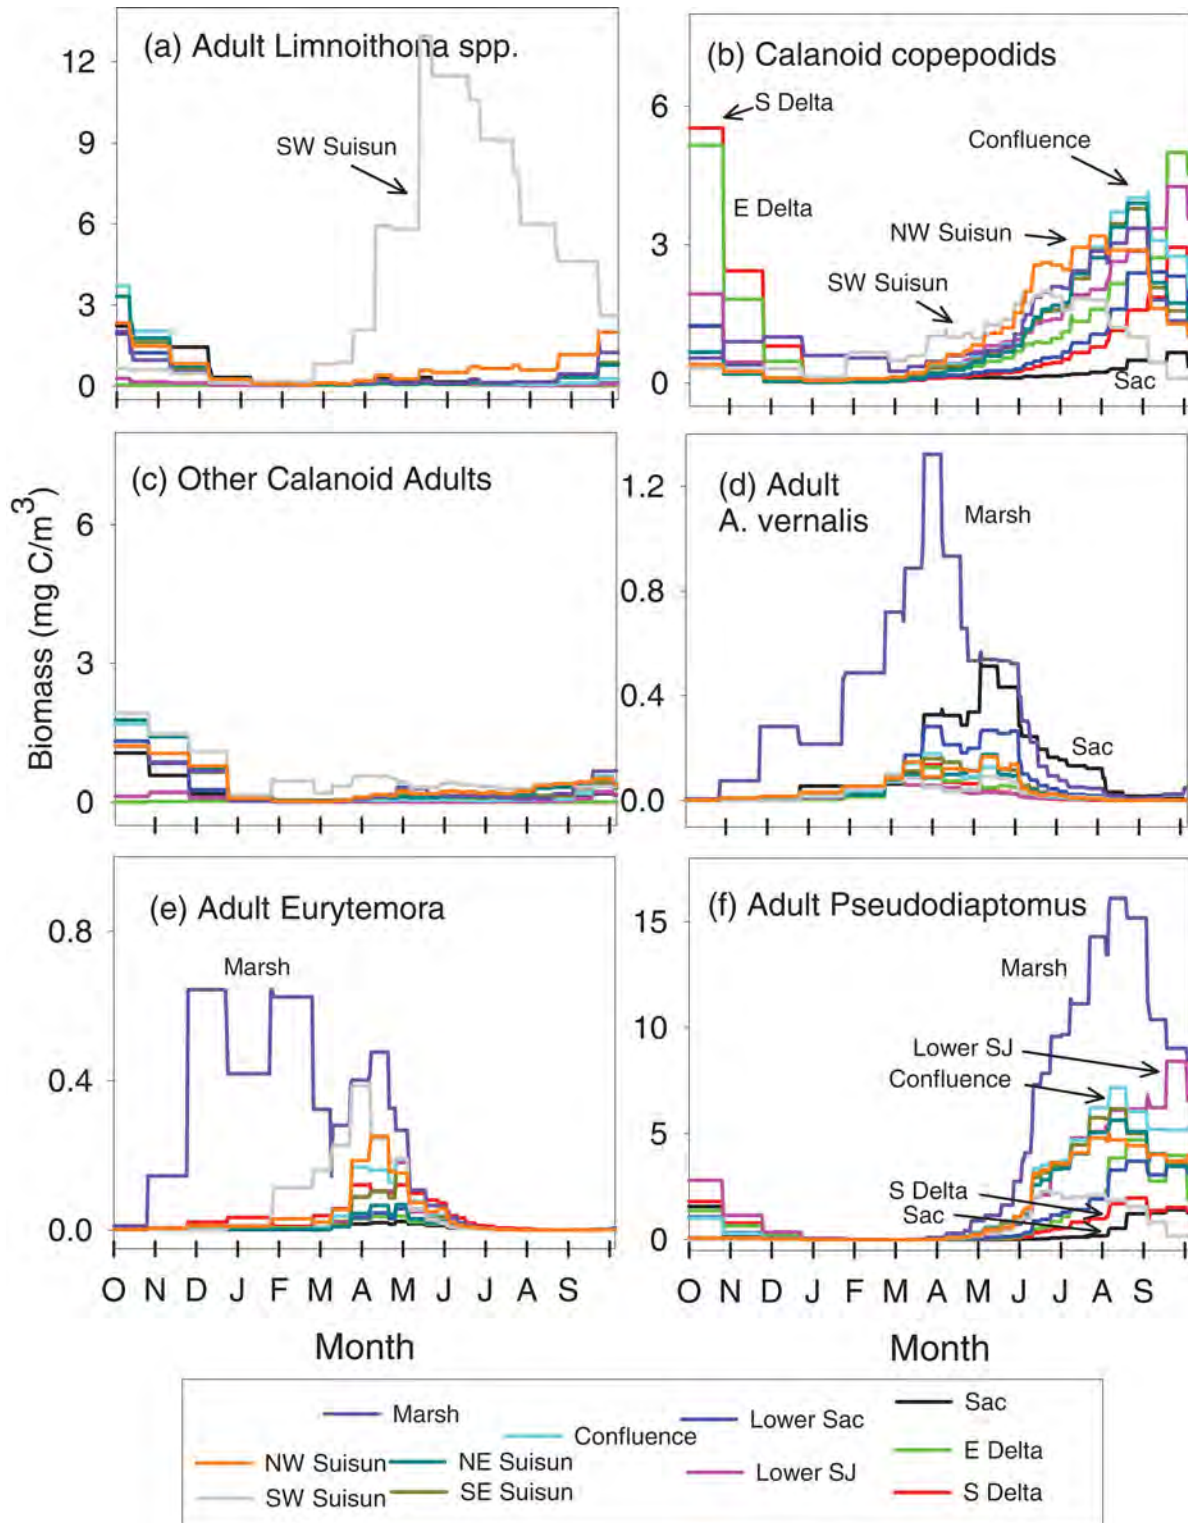 (a) Adult Limnoithona spp.
12
9
6
3
0
SW Suisun
(b) Calanoid copepodids
6
3
0
S Delta
E Delta
Confluence
NW Suisun
SW Suisun
Sac
Biomass (mg C/m3)
(c) Other Calanoid Adults
6
3
0
(d) Adult
A. vernalis
1.2
0.8
0.4
0.0
Marsh
Sac
(e) Adult Eurytemora
0.8
0.4
0.0
Marsh
O N D J F M A M J J A S
Month
(f) Adult Pseudodiaptomus
15
10
5
0
Marsh
Lower SJ
Confluence
S Delta
Sac
O N D J F M A M J J A S
Month
Marsh
Confluence
Lower Sac
Sac
NW Suisun
NE Suisun
Lower SJ
E Delta
SW Suisun
SE Suisun
S Delta